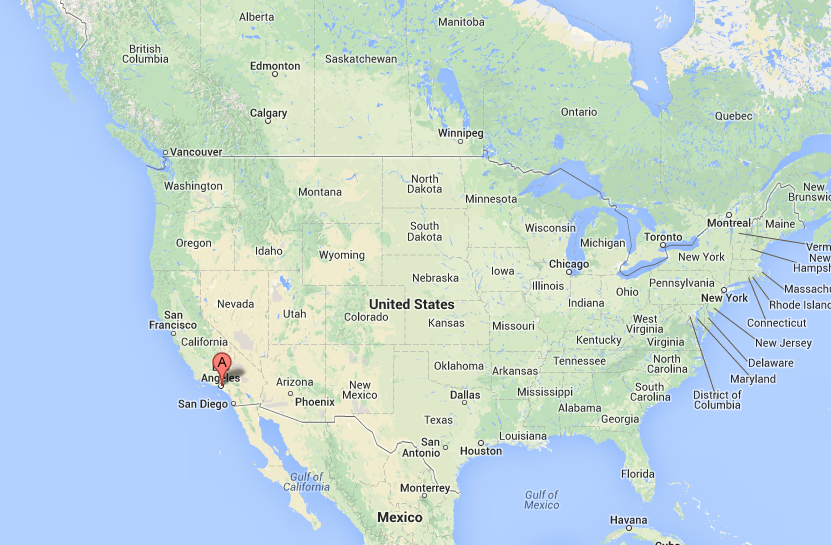 Alberta
Manitoba
British
Columbia
Edmonton
Saskatchewan
Calgary
Ontario
Quebec
Winnipeg
Vancouver
Washington
Montana
North
Dakota
Minnesota
New
Brunswick
Montreal
Maine
Oregon
Idaho
Wyoming
South
Dakota
Wisconsin
Michigan
Toronto
Verm
New
Hampsh
New York
Chicago
Iowa
Nebraska
Illinois
Indiana
Ohio
Pennsylvania
New York
Massachu
Rhode Island
Connecticut
New Jersey
Delaware
Maryland
District of
Columbia
Nevada
Utah
Colorado
United States
Kansas
Missouri
West
Virginia
Virginia
Kentucky
San
Francisco
California
A
Angeles
San Diego
Arizona
Phoenix
New
Mexico
Oklahoma
Arkansas
Tennessee
North
Carolina
South
Carolina
Dallas
Mississippi
Alabama
Georgia
Texas
Louisiana
San
Antonio
Houston
Florida
Gulf of
California
Monterrey
Gulf of
Mexico
Mexico
Havana
Cuba